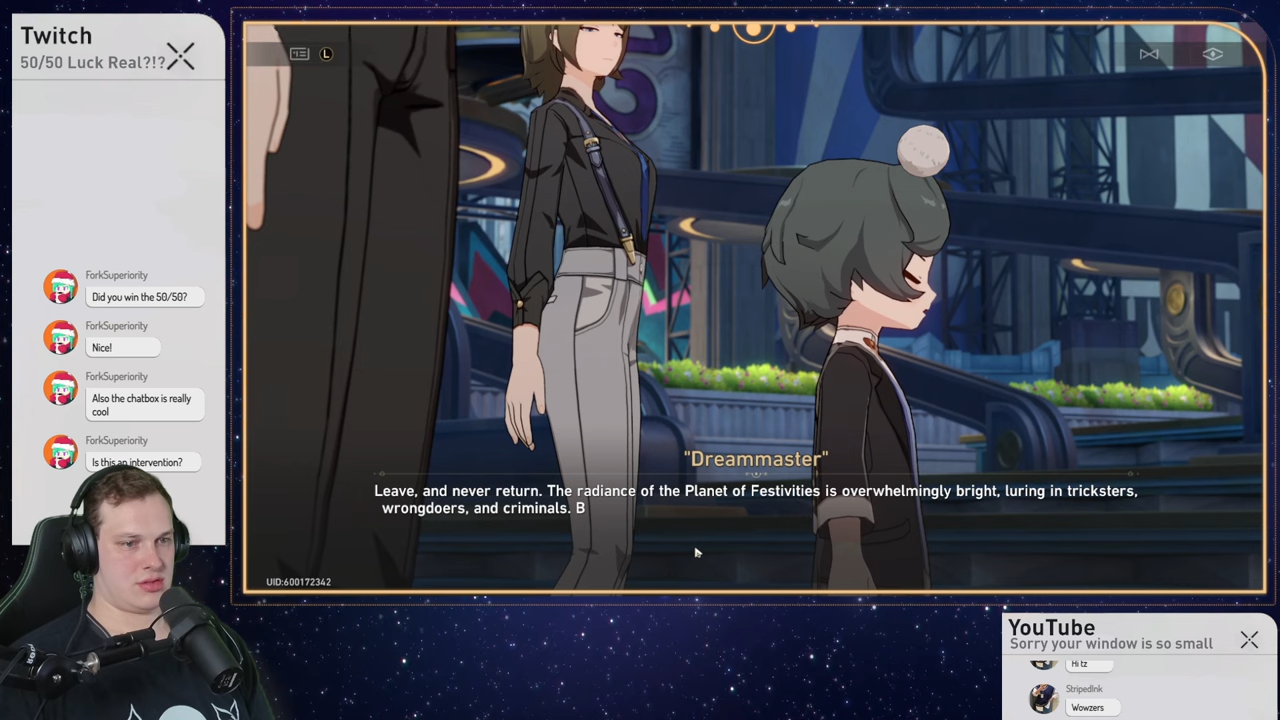 Twitch
50/50 Luck Real?!?
ForkSuperiority
Did you win the 50/50?
ForkSuperiority
Nice!
ForkSuperiority
Also the chatbox is really
cool
ForkSuperiority
Is this an intervention?
L
"Dreammaster"
Leave, and never return. The radiance of the Planet of Festivities is overwhelmingly bright, luring in tricksters,
wrongdoers, and criminals. B
UID:600172342
YouTube
Sorry your window is so small
Hi tz
StripedInk
Wowzers